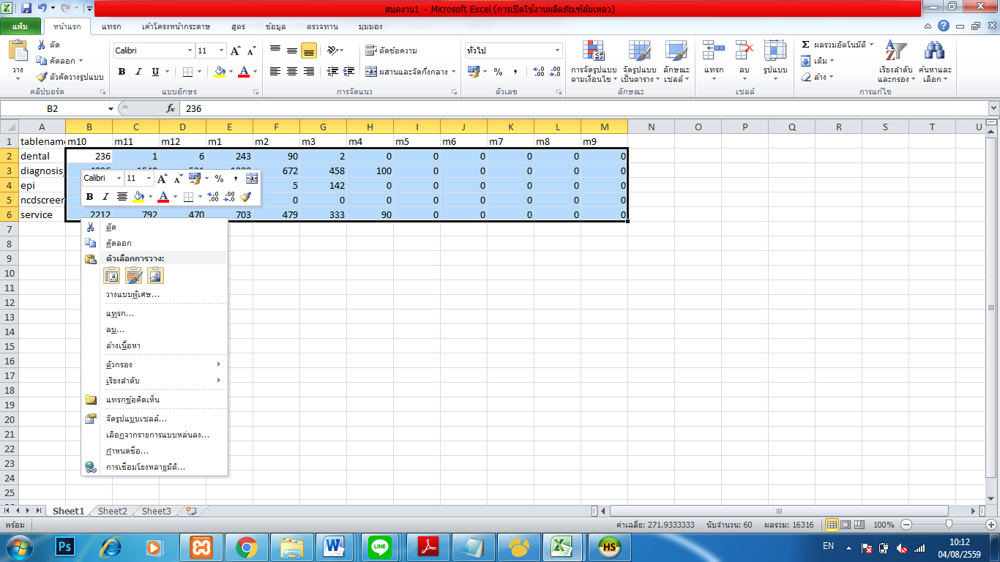 สมุดงาน1 - Microsoft Excel (การเปิดใช้งานผลิตภัณฑ์ล้มเหลว)
แฟ้ม หน้าแรก แทรก เค้าโครงหน้ากระดาษ สูตร ข้อมูล ตรวจทาน มุมมอง
วาง ตัด คัดลอก ตัวคัดวางรูปแบบ
คลิปบอร์ด
Calibri 11 A A
B I U A
แบบอักษร
ตัดข้อความ
ผสานและจัดกึ่งกลาง
การจัดแนว
ทั่วไป
% ,
ตัวเลข
การจัดรูปแบบตามเงื่อนไข จัดรูปแบบเป็นตาราง ลักษณะเซลล์
ลักษณะ
แทรก ลบ รูปแบบ
เซลล์
Σ ผลรวมอัตโนมัติ
เติม
ล้าง
เรียงลำดับและกรอง ค้นหาและเลือก
การแก้ไข
B2 fx 236
A B C D E F G H I J K L M N O P Q R S T U
1 tablename m10 m11 m12 m1 m2 m3 m4 m5 m6 m7 m8 m9
2 dental 236 1 6 243 90 2 0 0 0 0 0 0
3 diagnosis 672 458 100 0 0 0 0 0
Calibri 11 A A % ,
4 epi 5 142 0 0 0 0 0 0
B I A
5 ncdscreen 0 0 0 0 0 0 0 0
6 service 2212 792 470 703 479 333 90 0 0 0 0 0
7
8
9
10
11
12
13
14
15
16
17
18
19
20
21
22
23
24
25
ตัด
คัดลอก
ตัวเลือกการวาง:
วางแบบพิเศษ...
แทรก...
ลบ...
ล้างเนื้อหา
ตัวกรอง
เรียงลำดับ
แทรกข้อคิดเห็น
จัดรูปแบบเซลล์...
เลือกจากรายการแบบหล่นลง...
กำหนดชื่อ...
การเชื่อมโยงหลายมิติ...
Sheet1 Sheet2 Sheet3
พร้อม ค่าเฉลี่ย: 271.9333333 นับจำนวน: 60 ผลรวม: 16316 100%
Ps LINE W X HS EN 10:12
04/08/2559